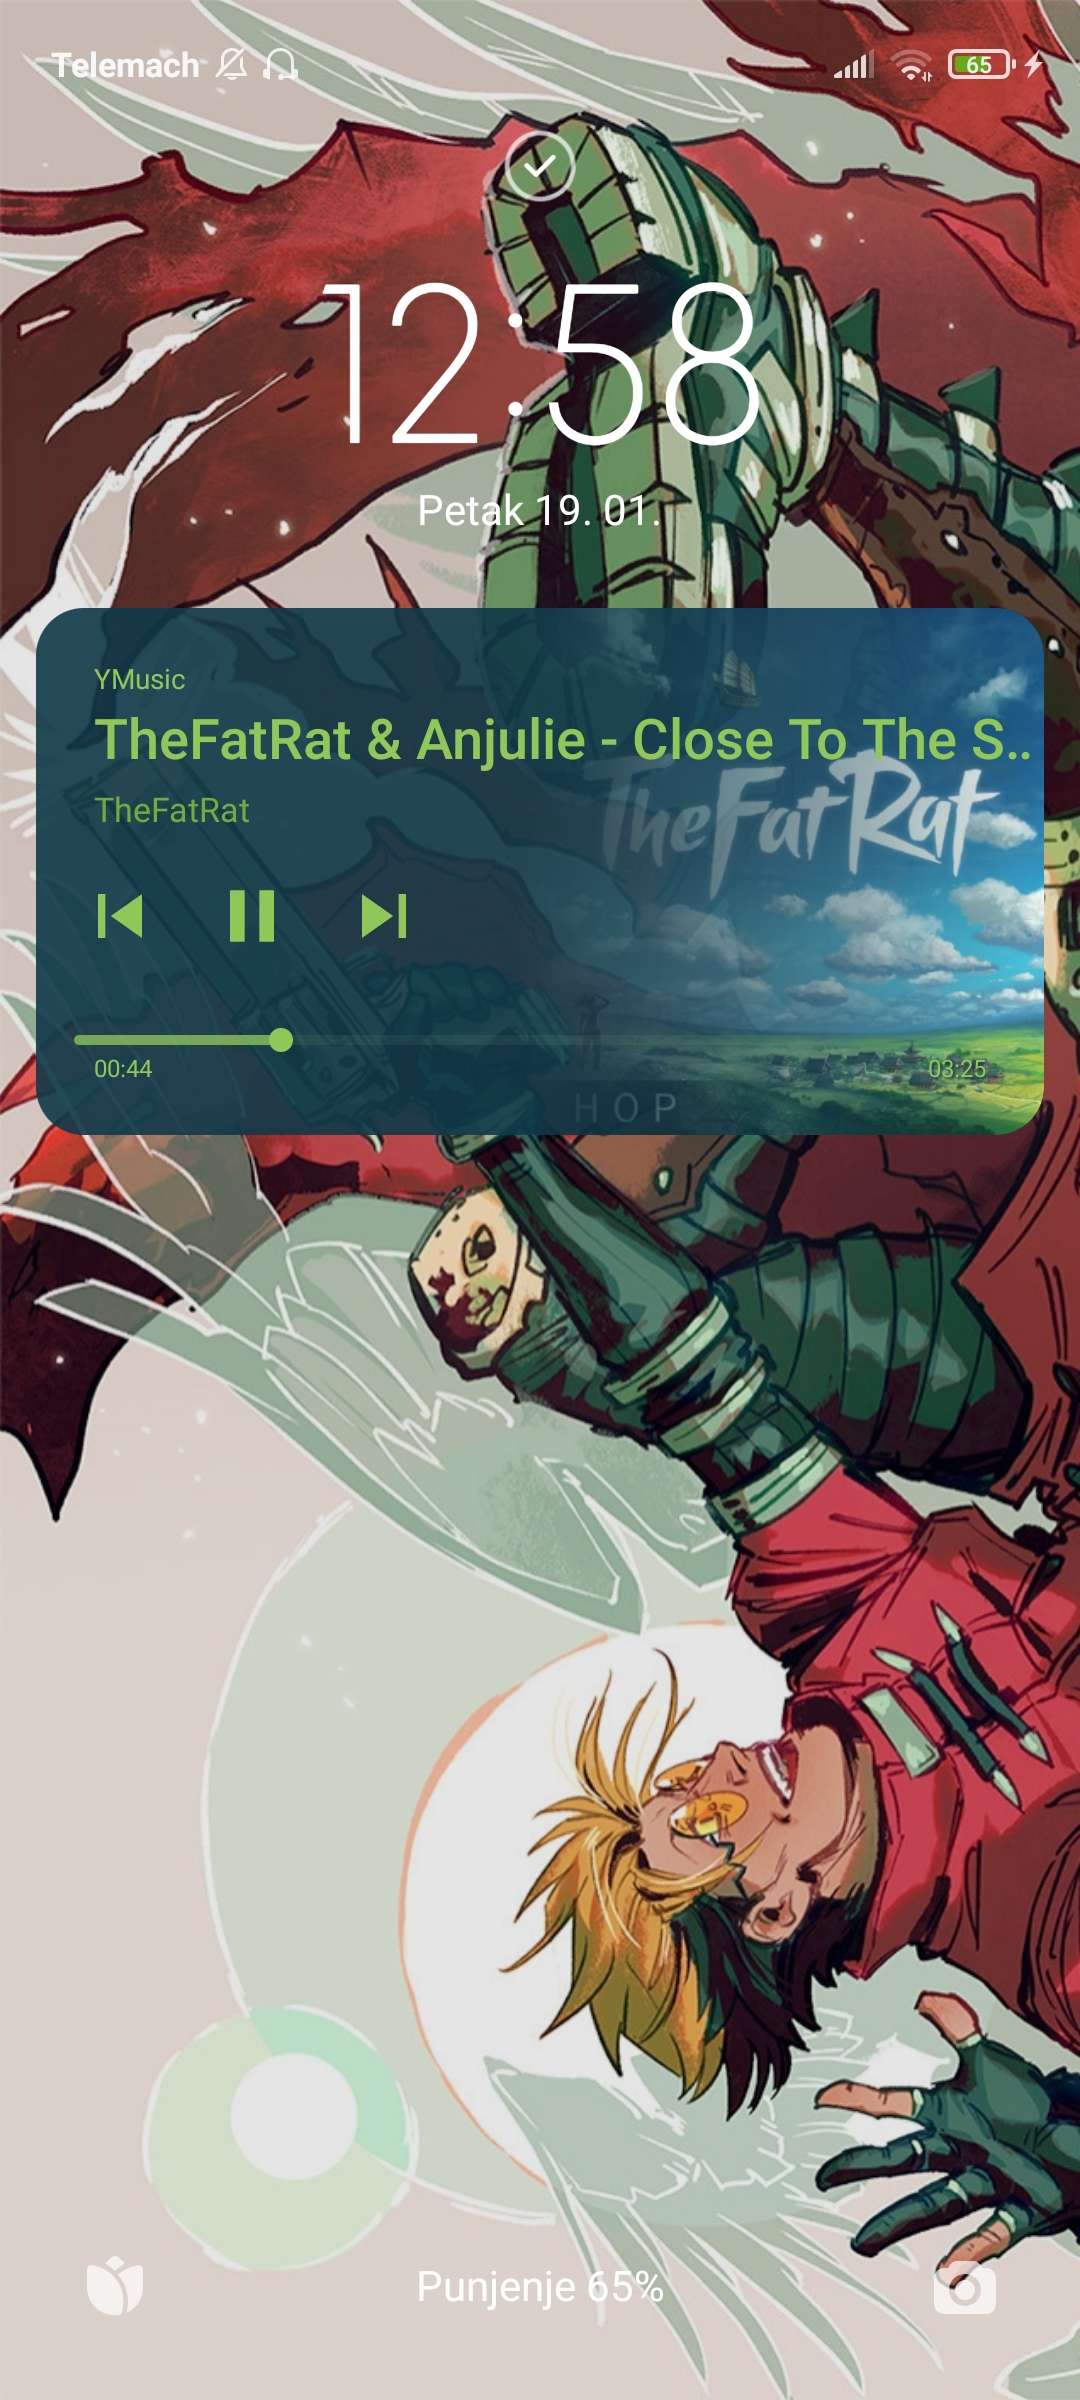 Telemach
65
12:58
Petak 19. 01.
YMusic
TheFatRat & Anjulie - Close To The S..
TheFatRat
TheFatRat
00:44
03:25
HOP
Punjenje 65%